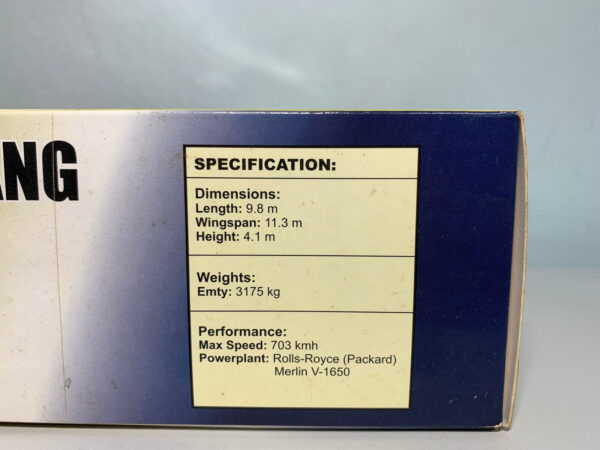 ANG
SPECIFICATION:
Dimensions:
Length: 9.8 m
Wingspan: 11.3 m
Height: 4.1 m
Weights:
Emty: 3175 kg
Performance:
Max Speed: 703 kmh
Powerplant: Rolls-Royce (Packard)
Merlin V-1650